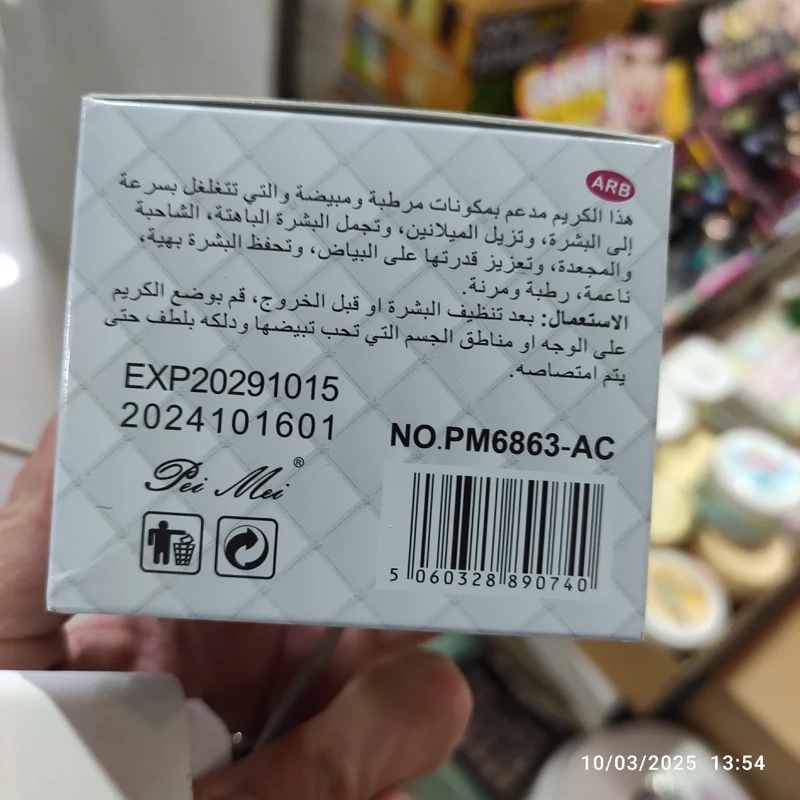 ARB
هذا الكريم مدعم بمكونات مرطبة ومبيضة والتي تتغلغل بسرعة
إلى البشرة، وتزيل الميلانين، وتجمل البشرة الباهتة، الشاحبة
والمجعدة، وتعزيز قدرتها على البياض، وتحفظ البشرة بهية،
ناعمة، رطبة ومرنة.
الاستعمال: بعد تنظيف البشرة او قبل الخروج، قم بوضع الكريم
على الوجه او مناطق الجسم التي تحب تبيضها ودلكه بلطف حتى
يتم امتصاصه.
EXP20291015
2024101601
NO.PM6863-AC
Pei Mei®
5 060328 890740
10/03/2025 13:54